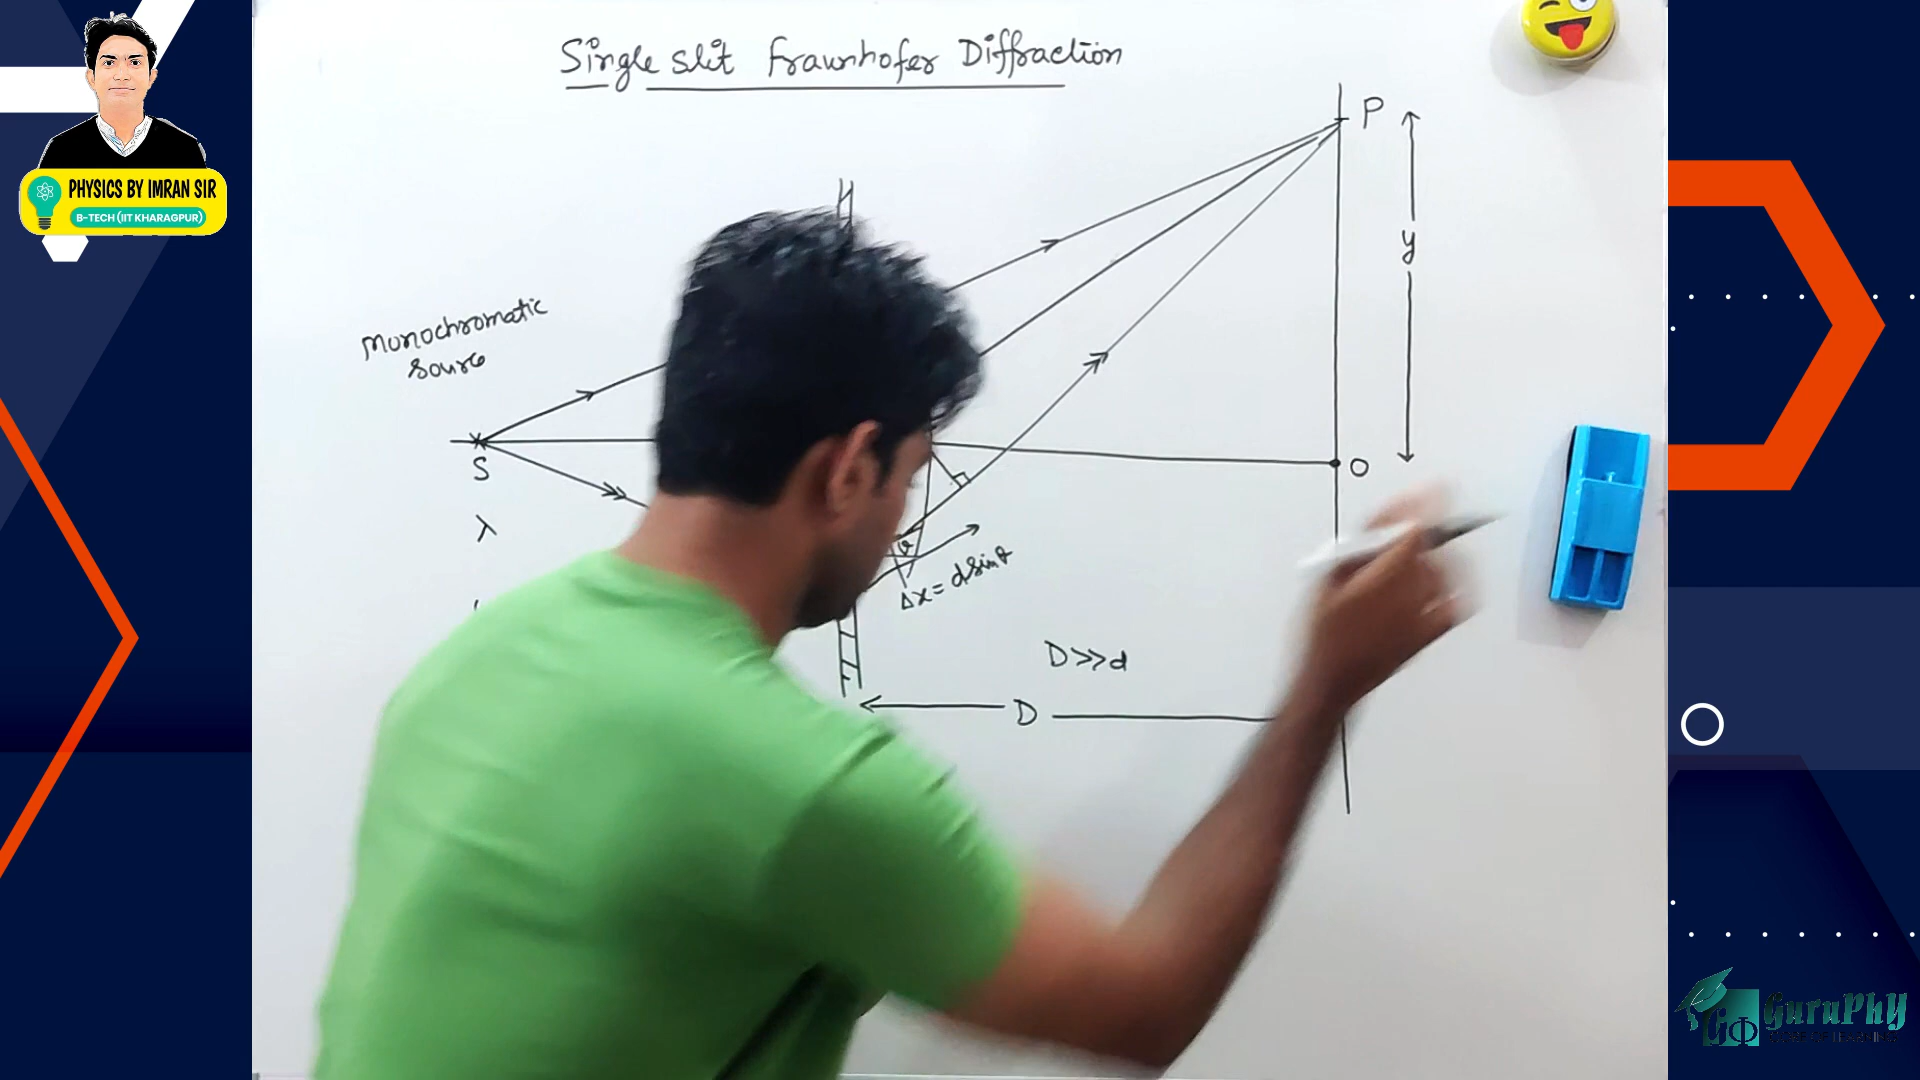 Single slit fraunhofer Diffraction
PHYSICS BY IMRAN SIR
B-TECH (IIT KHARAGPUR)
P
y
Monochromatic
source
S
O
λ
Δx = d sinθ
D>>d
D
GuruPhy